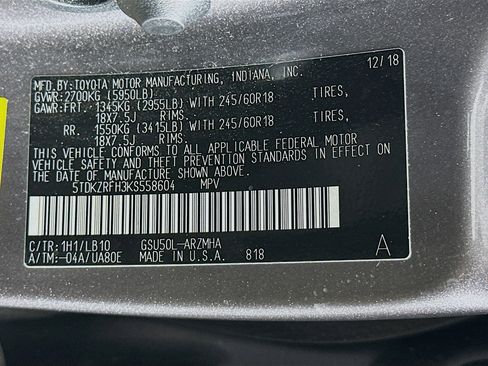 MFD.BY:TOYOTA MOTOR MANUFACTURING, INDIANA, INC. 12/18
GVWR:2700KG (5950LB)
GAWR:FRT. 1345KG (2955LB) WITH 245/60R18 TIRES,
18X7.5J RIMS.
RR. 1550KG (3415LB) WITH 245/60R18 TIRES,
18X7.5J RIMS.
THIS VEHICLE CONFORMS TO ALL APPLICABLE FEDERAL MOTOR
VEHICLE SAFETY, BUMPER, AND THEFT PREVENTION STANDARDS
IN EFFECT ON THE DATE OF MANUFACTURE SHOWN ABOVE.
5TDKZRFH3KS558604 MPV
C/TR:1H1/LB10 GSU50L-ARZMHA A
A/TM:-04A/UA80E MADE IN U.S.A. 818